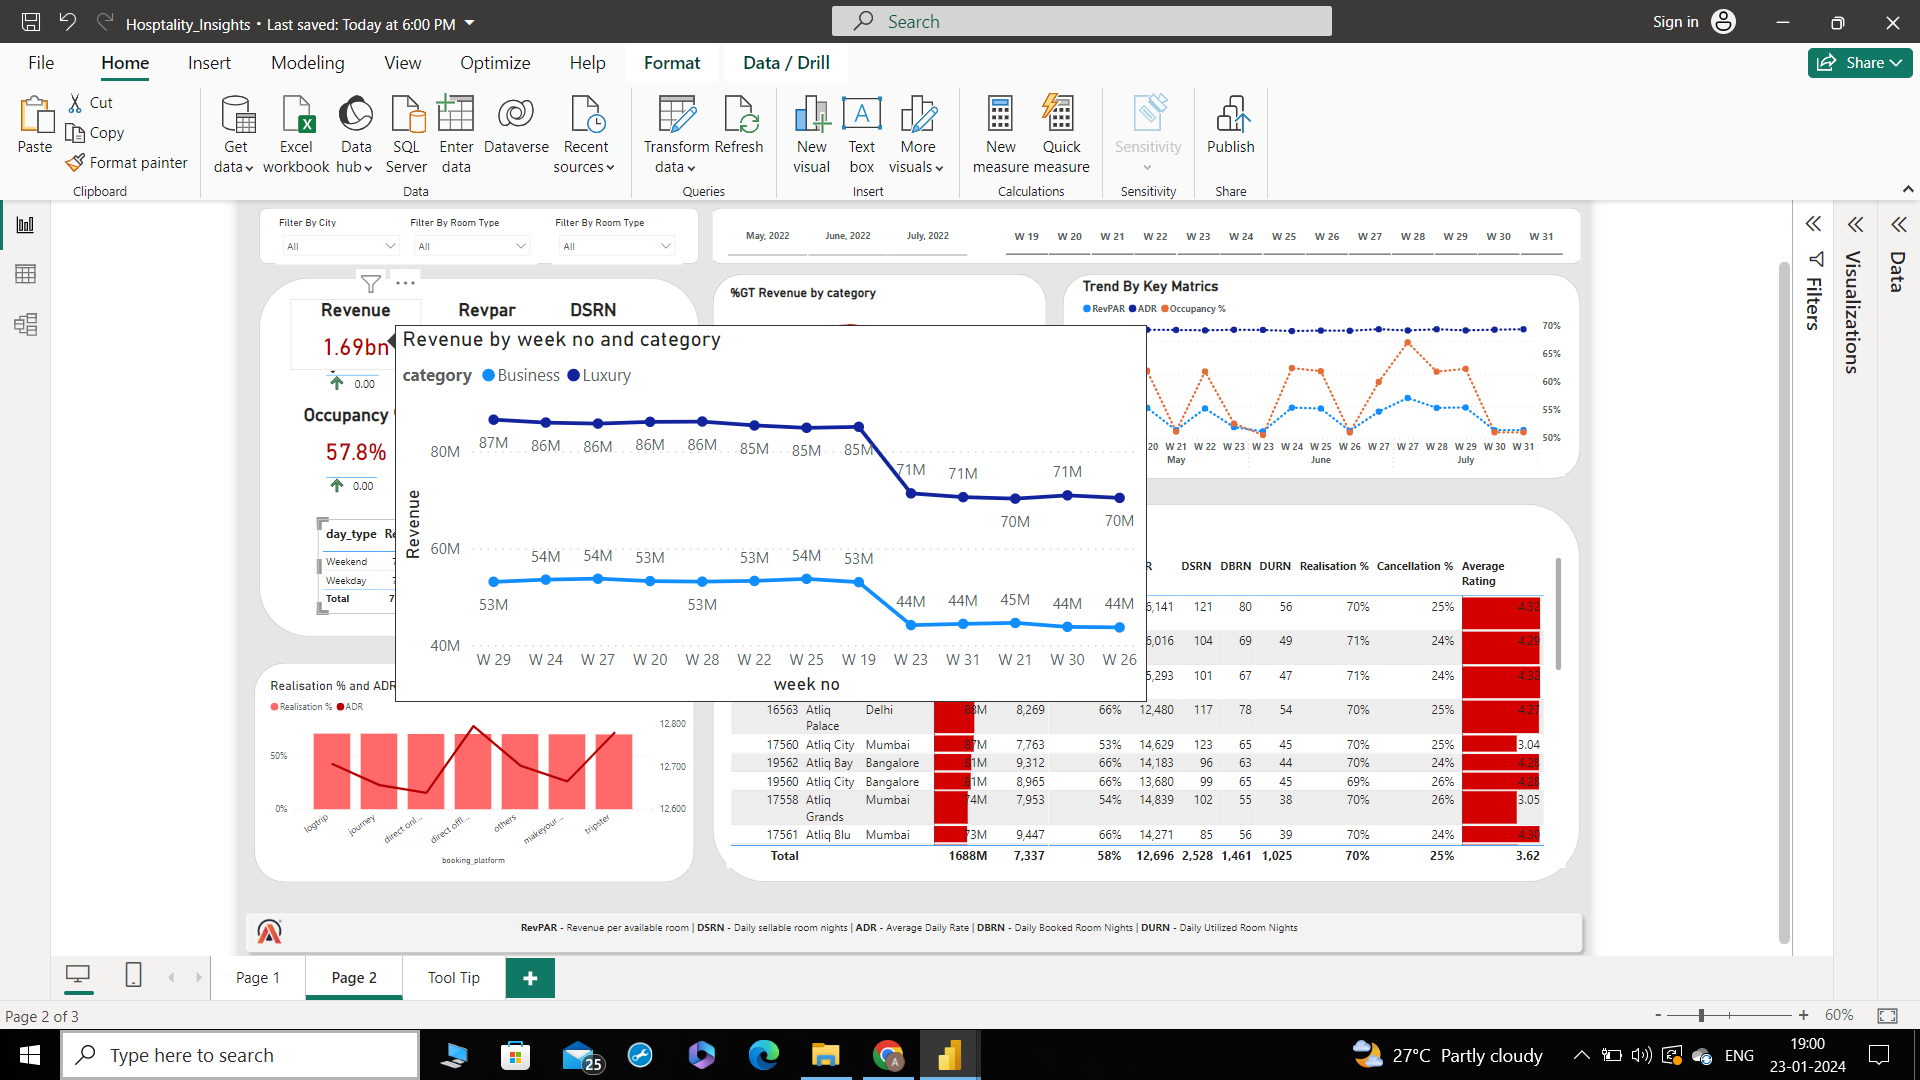 Hosptality_Insights • Last saved: Today at 6:00 PM
Search
Sign in
File Home Insert Modeling View Optimize Help Format Data / Drill
Share
Paste
Cut
Copy
Format painter
Clipboard
Get data
Excel workbook
Data hub
SQL Server
Enter data
Dataverse
Recent sources
Data
Transform data
Refresh
Queries
New visual
Text box
More visuals
Insert
New measure
Quick measure
Calculations
Sensitivity
Sensitivity
Publish
Share
Filter By City
All
Filter By Room Type
All
Filter By Room Type
All
May, 2022 June, 2022 July, 2022
W 19 W 20 W 21 W 22 W 23 W 24 W 25 W 26 W 27 W 28 W 29 W 30 W 31
Revenue
1.69bn
0.00
Revpar
DSRN
Occupancy
57.8%
0.00
day_type Re
Weekend 7
Weekday 7
Total 7
%GT Revenue by category
Trend By Key Matrics
RevPAR ADR Occupancy %
70%
65%
60%
55%
50%
20 W 21 W 22 W 23 W 23 W 24 W 25 W 26 W 27 W 27 W 28 W 29 W 30 W 31
May June July
Revenue by week no and category
category Business Luxury
87M 86M 86M 86M 86M 85M 85M 85M 71M 71M 70M 71M 70M
53M 54M 54M 53M 53M 53M 54M 53M 44M 44M 45M 44M 44M
80M
60M
40M
Revenue
W 29 W 24 W 27 W 20 W 28 W 22 W 25 W 19 W 23 W 31 W 21 W 30 W 26
week no
Realisation % and ADR
Realisation % ADR
50%
0%
12,800
12,700
12,600
logtrip journey direct onl... direct offl... others makeyour... tripster
booking_platform
R DSRN DBRN DURN Realisation % Cancellation % Average Rating
6,141 121 80 56 70% 25% 4.32
6,016 104 69 49 71% 24% 4.29
5,293 101 67 47 71% 24% 4.32
16563 Atliq Palace Delhi 88M 8,269 66% 12,480 117 78 54 70% 25% 4.27
17560 Atliq City Mumbai 87M 7,763 53% 14,629 123 65 45 70% 25% 3.04
19562 Atliq Bay Bangalore 81M 9,312 66% 14,183 96 63 44 70% 24% 4.28
19560 Atliq City Bangalore 81M 8,965 66% 13,680 99 65 45 69% 26% 4.28
17558 Atliq Grands Mumbai 74M 7,953 54% 14,839 102 55 38 70% 26% 3.05
17561 Atliq Blu Mumbai 73M 9,447 66% 14,271 85 56 39 70% 24% 4.30
Total 1688M 7,337 58% 12,696 2,528 1,461 1,025 70% 25% 3.62
RevPAR - Revenue per available room | DSRN - Daily sellable room nights | ADR - Average Daily Rate | DBRN - Daily Booked Room Nights | DURN - Daily Utilized Room Nights
Filters
Visualizations
Data
Page 1 Page 2 Tool Tip +
Page 2 of 3
- + 60%
Type here to search
25
27°C Partly cloudy
ENG
19:00
23-01-2024